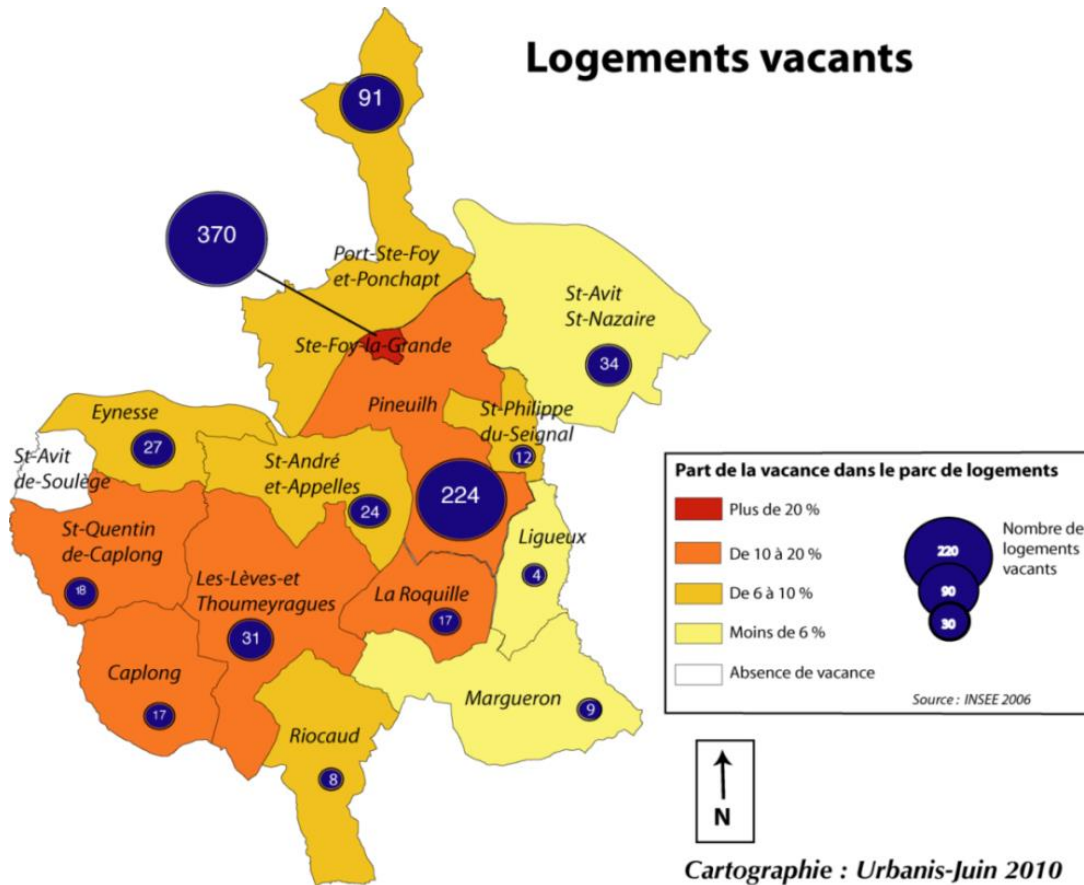 Logements vacants
91
370
Port-Ste-Foy
et-Ponchapt
St-Avit
St-Nazaire
34
Ste-Foy-la-Grande
Pineuilh
St-Philippe
du-Seignal
12
Eynesse
27
St-Avit
de-Soulège
St-André
et-Appelles
24
224
St-Quentin
de-Caplong
18
Ligueux
4
Les-Lèves-et
Thoumeyragues
31
La Roquille
17
Caplong
17
Margueron
9
Riocaud
8
Part de la vacance dans le parc de logements
Plus de 20 %
De 10 à 20 %
De 6 à 10 %
Moins de 6 %
Absence de vacance
220
90
30
Nombre de
logements
vacants
Source : INSEE 2006
N
Cartographie : Urbanis-Juin 2010